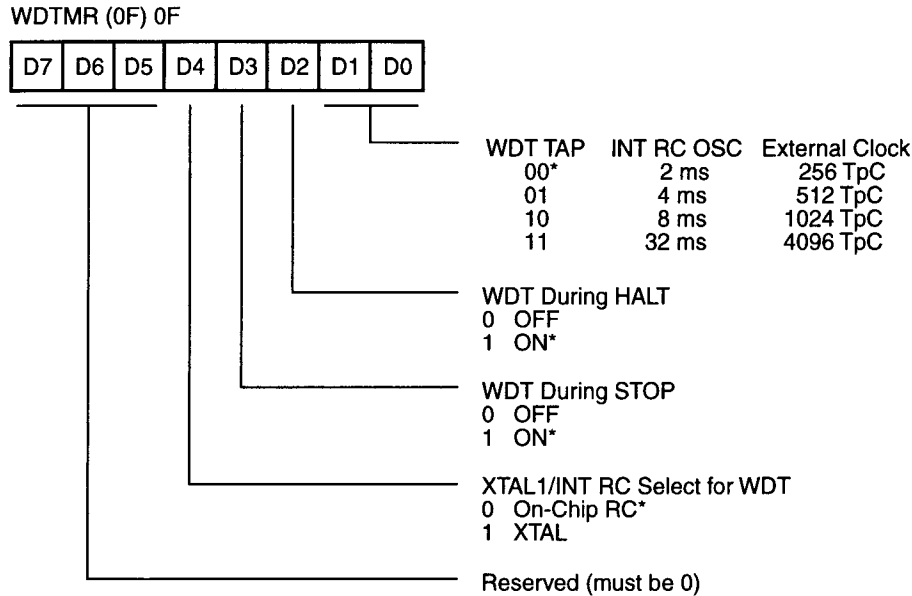 WDTMR (0F) 0F
D7 D6 D5 D4 D3 D2 D1 D0
WDT TAP INT RC OSC External Clock
00* 2 ms 256 TpC
01 4 ms 512 TpC
10 8 ms 1024 TpC
11 32 ms 4096 TpC
WDT During HALT
0 OFF
1 ON*
WDT During STOP
0 OFF
1 ON*
XTAL1/INT RC Select for WDT
0 On-Chip RC*
1 XTAL
Reserved (must be 0)